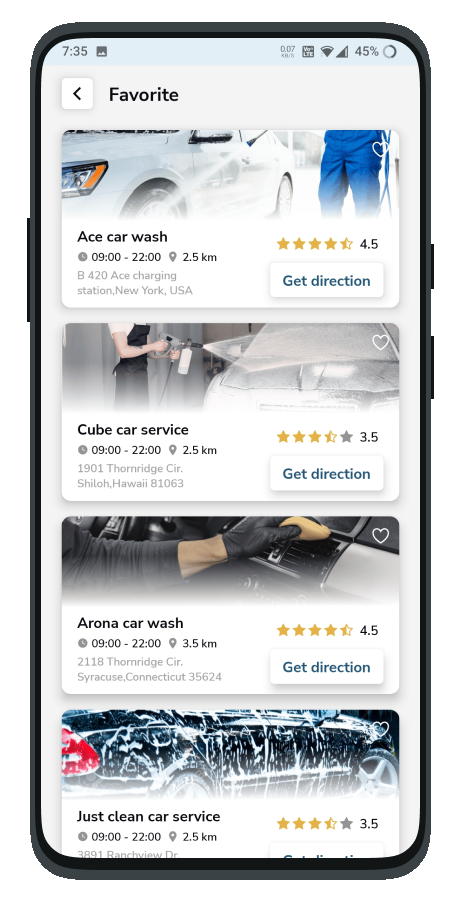 7:35 0.07 KB/S VoLTE 45%
Favorite
Ace car wash
4.5
09:00 - 22:00 2.5 km
B 420 Ace charging
station,New York, USA
Get direction
Cube car service
3.5
09:00 - 22:00 2.5 km
1901 Thornridge Cir.
Shiloh,Hawaii 81063
Get direction
Arona car wash
4.5
09:00 - 22:00 3.5 km
2118 Thornridge Cir.
Syracuse,Connecticut 35624
Get direction
Just clean car service
3.5
09:00 - 22:00 2.5 km
3891 Ranchview Dr.
Get direction